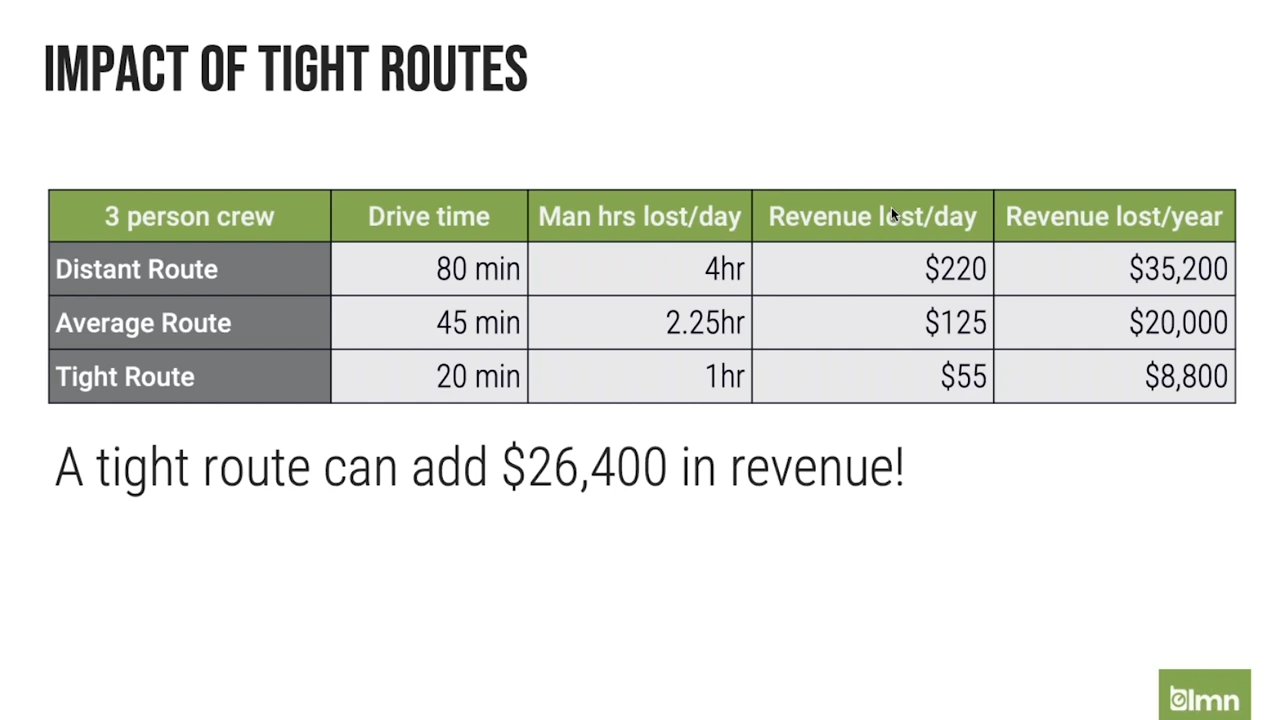 IMPACT OF TIGHT ROUTES
3 person crew Drive time Man hrs lost/day Revenue lost/day Revenue lost/year
Distant Route 80 min 4hr $220 $35,200
Average Route 45 min 2.25hr $125 $20,000
Tight Route 20 min 1hr $55 $8,800
A tight route can add $26,400 in revenue!
lmn